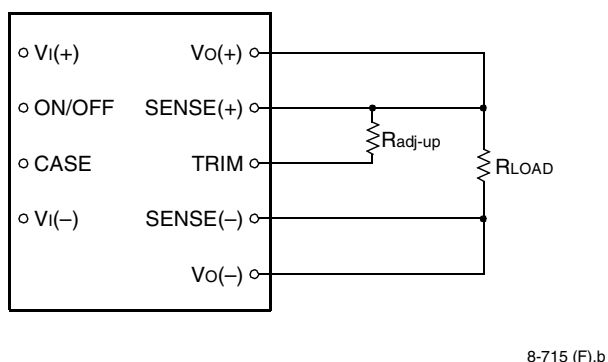 VI(+)
VO(+)
ON/OFF
SENSE(+)
Radj-up
CASE
TRIM
RLOAD
VI(–)
SENSE(–)
VO(–)
8-715 (F).b